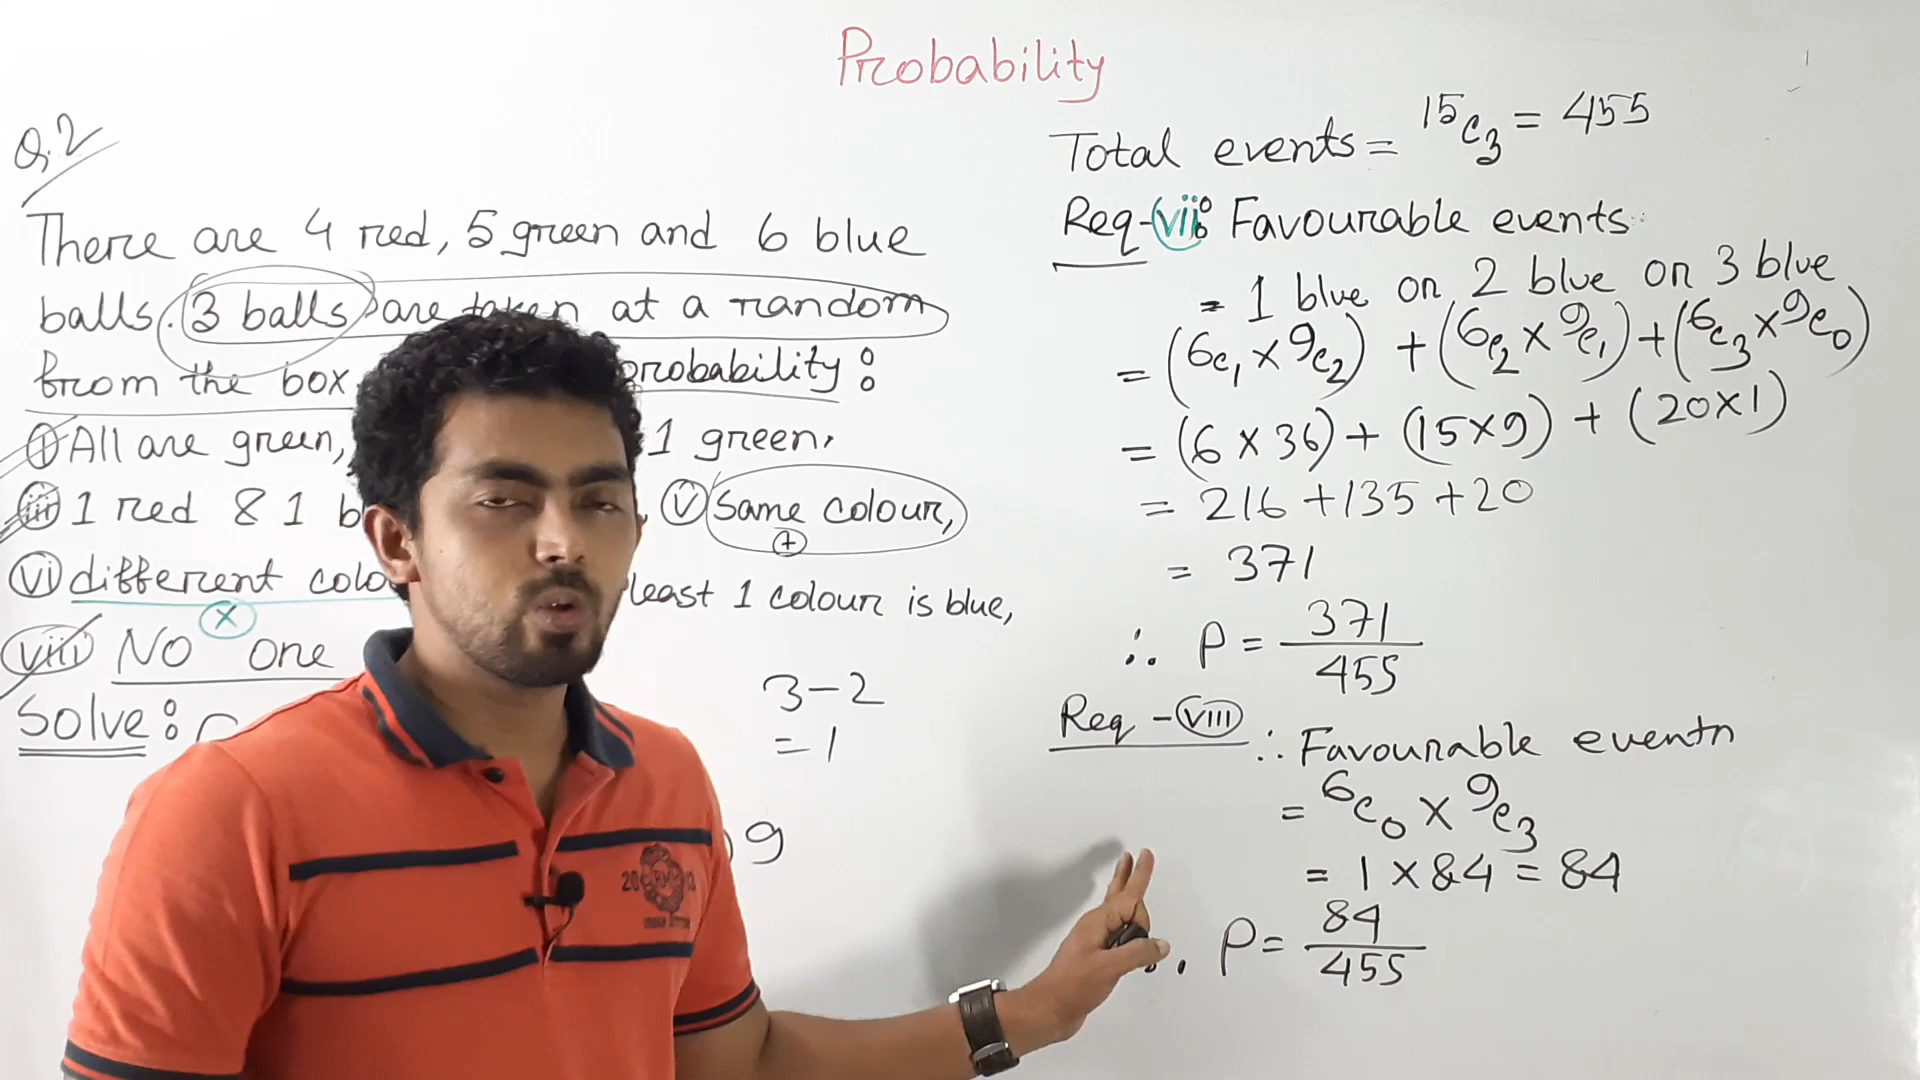 Probability
Q.2
There are 4 red, 5 green and 6 blue
balls. 3 balls are taken at a random
from the box probability:
(i) All are green, 1 green.
(iii) 1 red & 1 b , (v) Same colour,
+
(vi) different colo least 1 colour is blue,
x
(viii) No one
Solve:
3-2
=1
9
Total events = ¹⁵C₃ = 455
Req-(vii): Favourable events
= 1 blue or 2 blue or 3 blue
= (⁶C₁ × ⁹C₂) + (⁶C₂ × ⁹C₁) + (⁶C₃ × ⁹C₀)
= (6 × 36) + (15×9) + (20×1)
= 216 + 135 + 20
= 371
∴ P = 371/455
Req - (viii) ∴ Favourable events
= ⁶C₀ × ⁹C₃
= 1 × 84 = 84
∴ P = 84/455
20